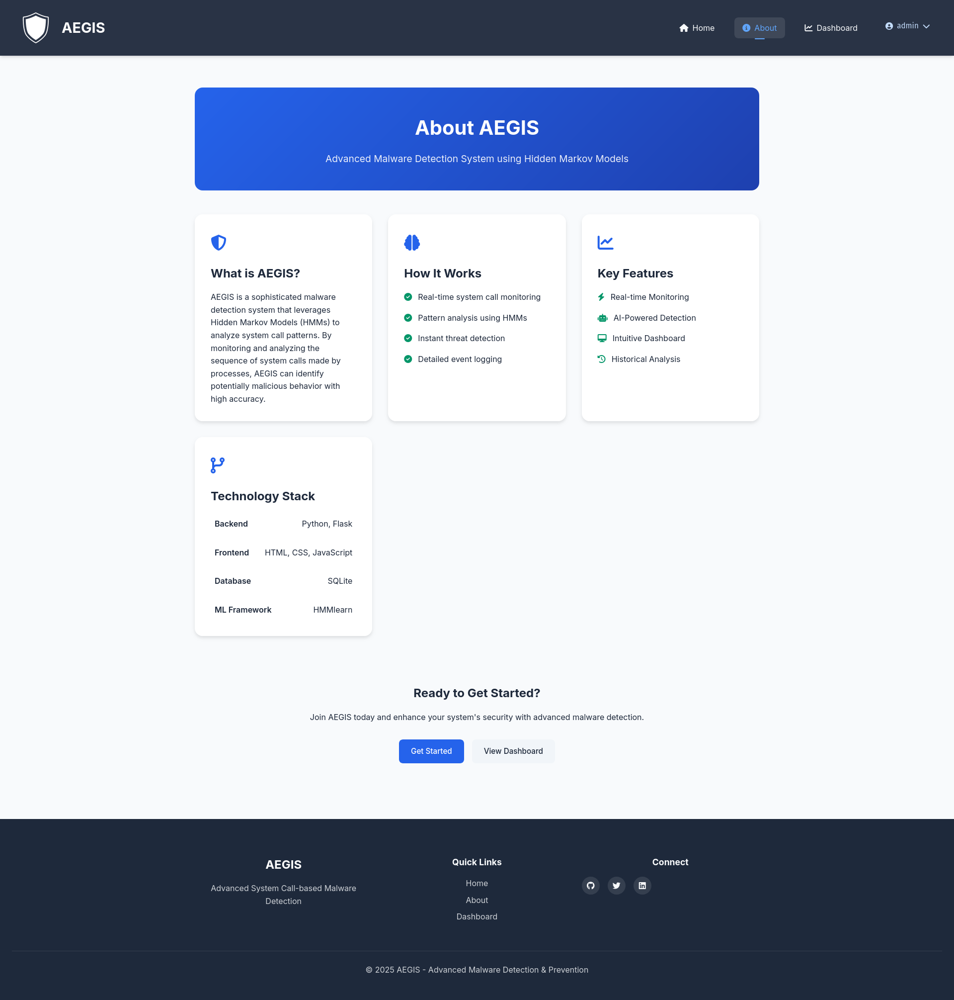 AEGIS
Home
About
Dashboard
admin
About AEGIS
Advanced Malware Detection System using Hidden Markov Models
What is AEGIS?
AEGIS is a sophisticated malware
detection system that leverages
Hidden Markov Models (HMMs) to
analyze system call patterns. By
monitoring and analyzing the
sequence of system calls made by
processes, AEGIS can identify
potentially malicious behavior with
high accuracy.
How It Works
Real-time system call monitoring
Pattern analysis using HMMs
Instant threat detection
Detailed event logging
Key Features
Real-time Monitoring
AI-Powered Detection
Intuitive Dashboard
Historical Analysis
Technology Stack
Backend Python, Flask
Frontend HTML, CSS, JavaScript
Database SQLite
ML Framework HMMlearn
Ready to Get Started?
Join AEGIS today and enhance your system's security with advanced malware detection.
Get Started
View Dashboard
AEGIS
Advanced System Call-based Malware
Detection
Quick Links
Home
About
Dashboard
Connect
© 2025 AEGIS - Advanced Malware Detection & Prevention